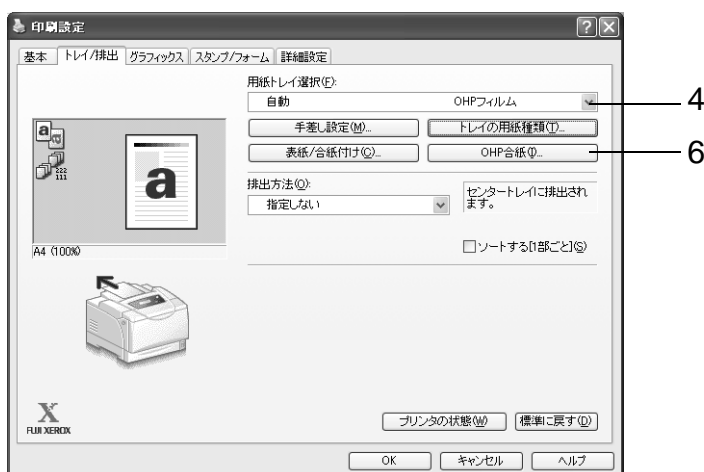 印刷設定
基本 トレイ/排出 グラフィックス スタンプ/フォーム 詳細設定
用紙トレイ選択(F):
自動 OHPフィルム
4
手差し設定(M)... トレイの用紙種類(T)...
表紙/合紙付け(C)... OHP合紙(I)...
6
排出方法(O):
指定しない
センタートレイに排出され
ます。
ソートする[1部ごと](S)
a
a
222
111
a
A4 (100%)
X
FUJI XEROX
プリンタの状態(W) 標準に戻す(D)
OK キャンセル ヘルプ